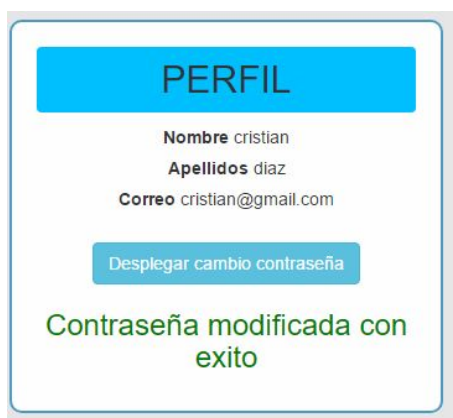 PERFIL
Nombre cristian
Apellidos diaz
Correo cristian@gmail.com
Desplegar cambio contraseña
Contraseña modificada con
exito